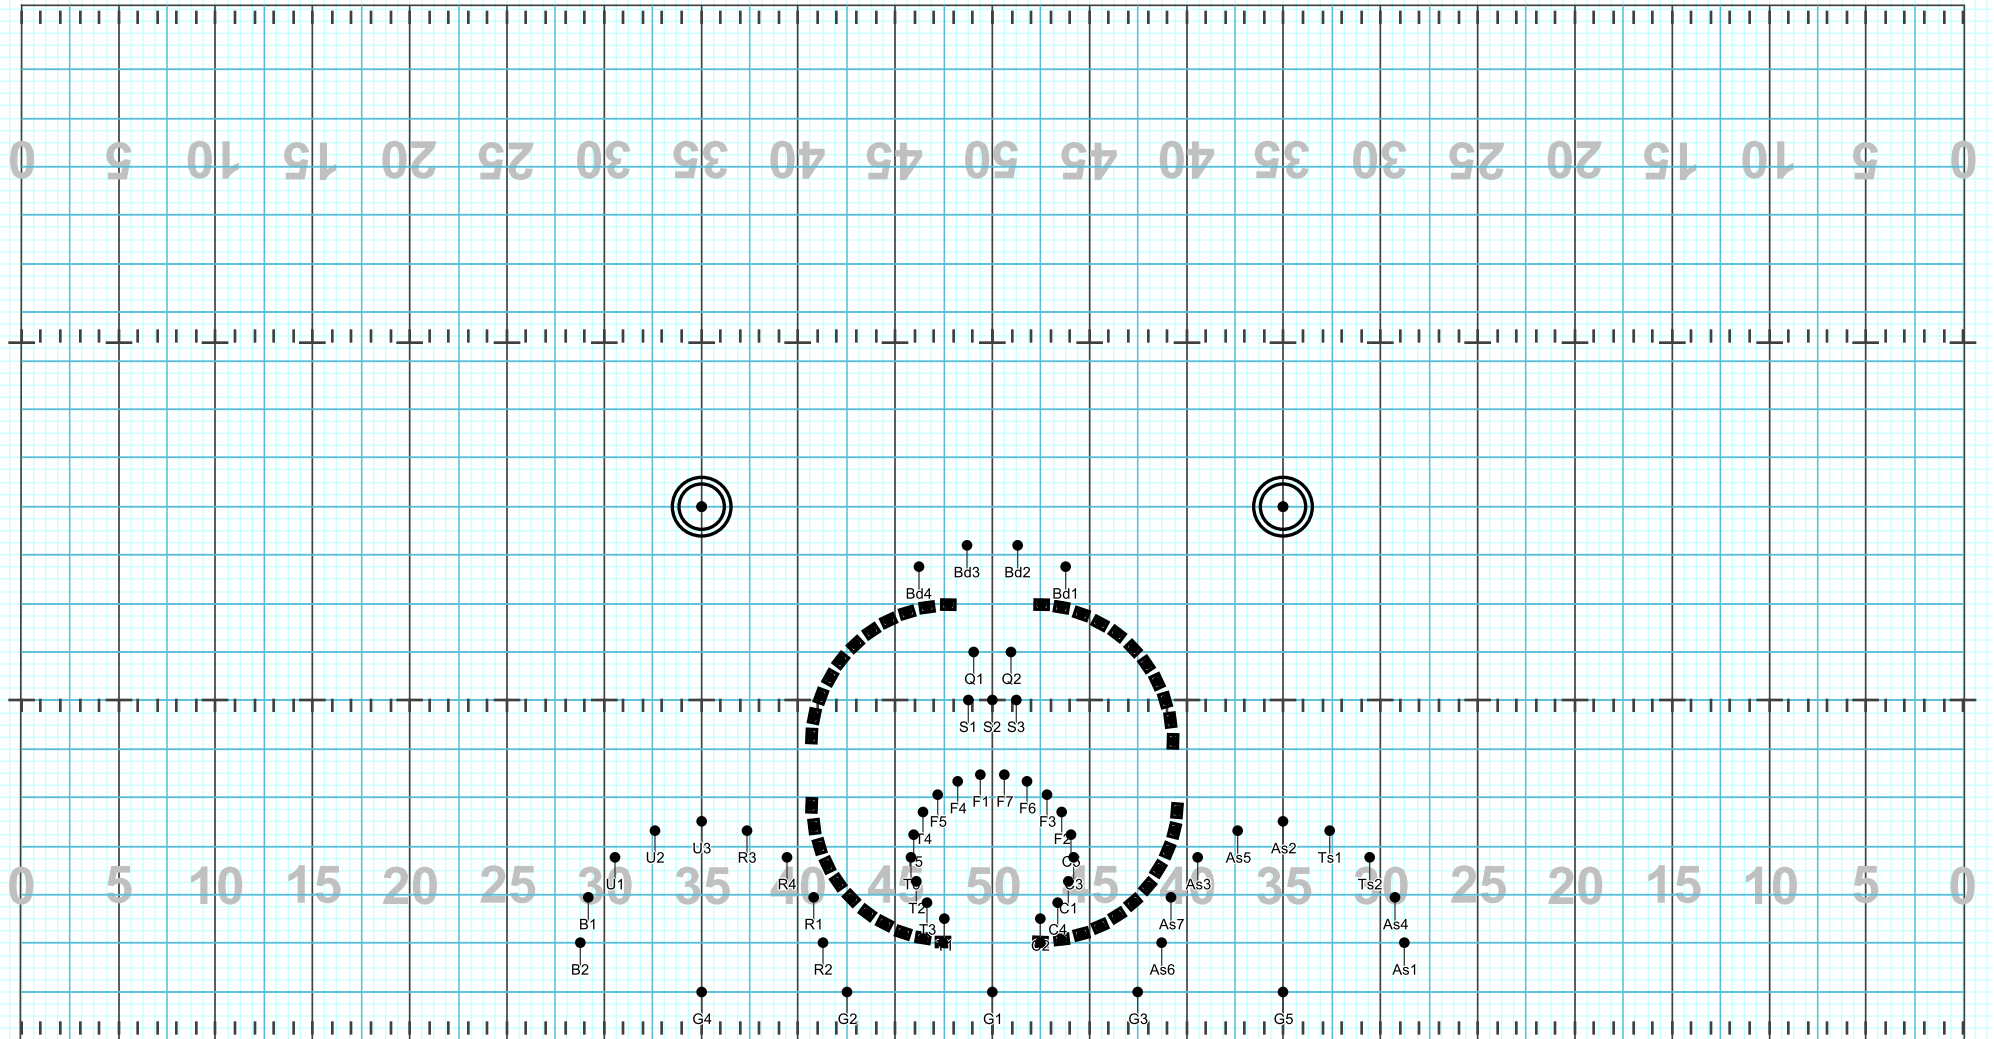 0 5 10 15 20 25 30 35 40 45 50 45 40 35 30 25 20 15 10 5 0
Bd3 Bd2
Bd4 Bd1
Q1 Q2
S1 S2 S3
F1 F7
F4 F6
F5 F3
T4 F2
U3 As2
U2 R3 As5 Ts1
C3
U1 R4 As3 Ts2
0 5 10 15 20 25 30 35 40 45 50 45 40 35 30 25 20 15 10 5 0
T2 C1
B1 R1 T3 C4 As7 As4
C2
B2 R2 As6 As1
G4 G2 G1 G3 G5